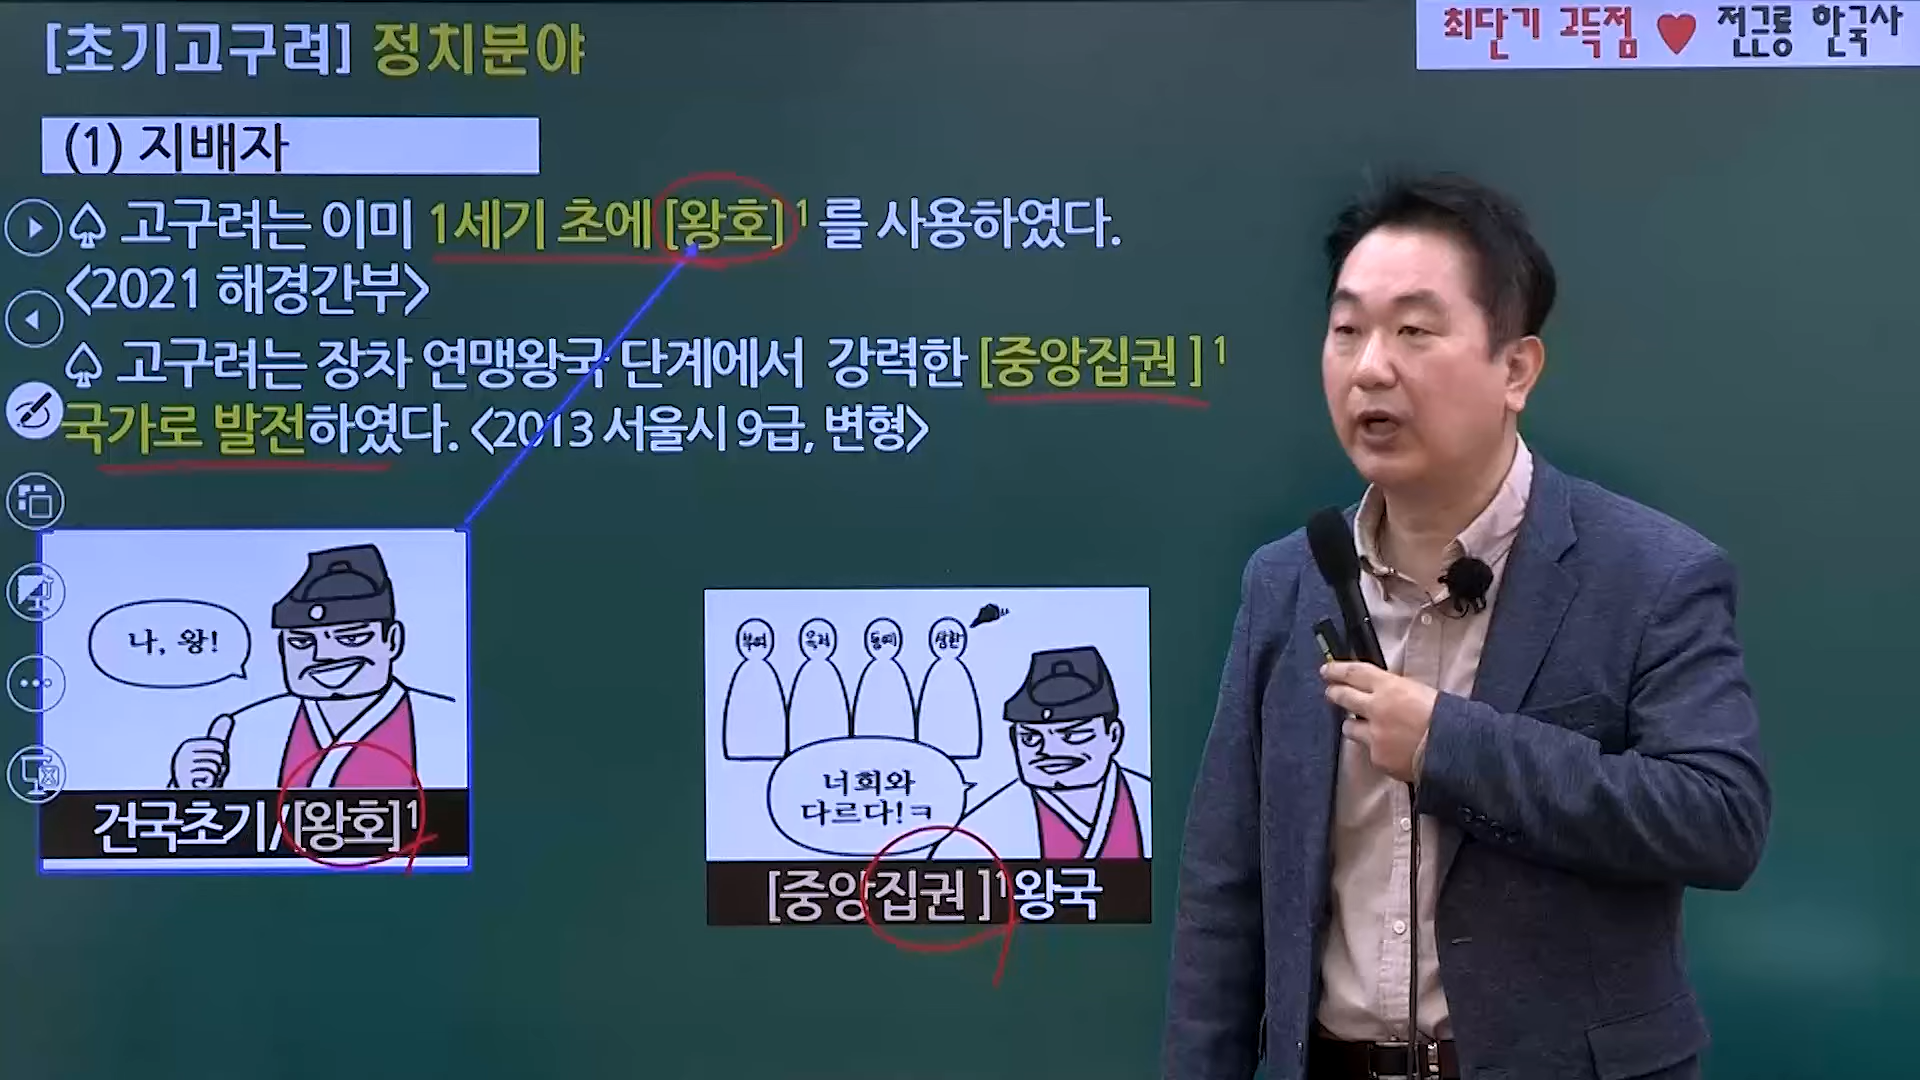 [초기고구려] 정치분야
최단기 고득점 ♥ 전근룡 한국사
(1) 지배자
♤ 고구려는 이미 1세기 초에 [왕호]¹ 를 사용하였다.
<2021 해경간부>
♤ 고구려는 장차 연맹왕국 단계에서 강력한 [중앙집권 ]¹
국가로 발전하였다. <2013 서울시 9급, 변형>
나, 왕!
건국초기/[왕호]¹
부여 옥저 동예 삼한
너희와
다르다!ㅋ
[중앙집권 ]¹왕국